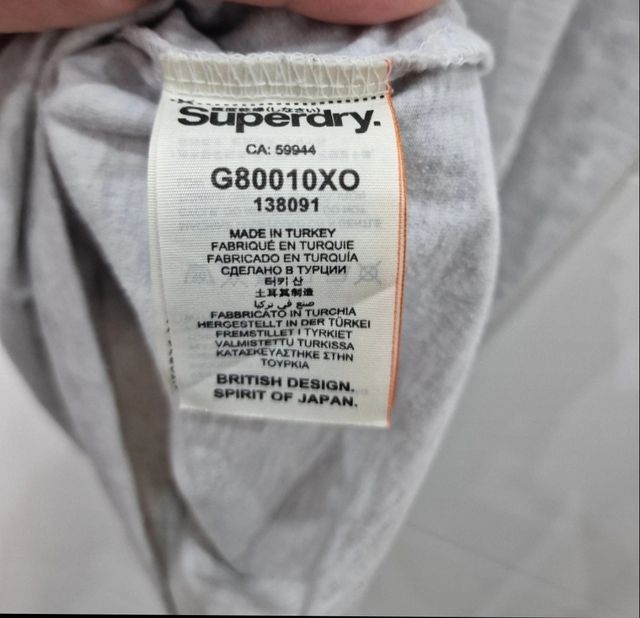 Superdry.
CA: 59944
G80010XO
138091
MADE IN TURKEY
FABRIQUÉ EN TURQUIE
FABRICADO EN TURQUÍA
СДЕЛАНО В ТУРЦИИ
터키 산
土耳其制造
صنع في تركيا
FABBRICATO IN TURCHIA
HERGESTELLT IN DER TÜRKEI
FREMSTILLET I TYRKIET
VALMISTETTU TURKISSA
ΚΑΤΑΣΚΕΥΑΣΤΗΚΕ ΣΤΗΝ
ΤΟΥΡΚΙΑ
BRITISH DESIGN.
SPIRIT OF JAPAN.